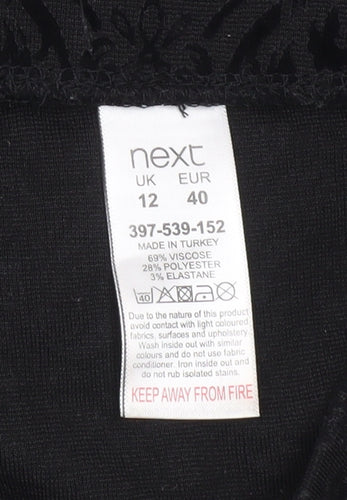 next
UK EUR
12 40
397-539-152
MADE IN TURKEY
69% VISCOSE
28% POLYESTER
3% ELASTANE
40
Due to the nature of this product
avoid contact with light coloured
fabrics, surfaces and upholstery
Wash inside out with similar
colours and do not use fabric
conditioner. Iron inside out and
do not rub isolated stains.
KEEP AWAY FROM FIRE